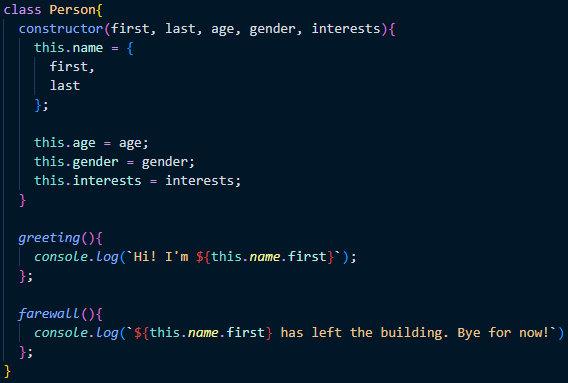 class Person{
  constructor(first, last, age, gender, interests){
    this.name = {
      first,
      last
    };

    this.age = age;
    this.gender = gender;
    this.interests = interests;
  }

  greeting(){
    console.log(`Hi! I'm ${this.name.first}`);
  };

  farewall(){
    console.log(`${this.name.first} has left the building. Bye for now!`)
  };
}